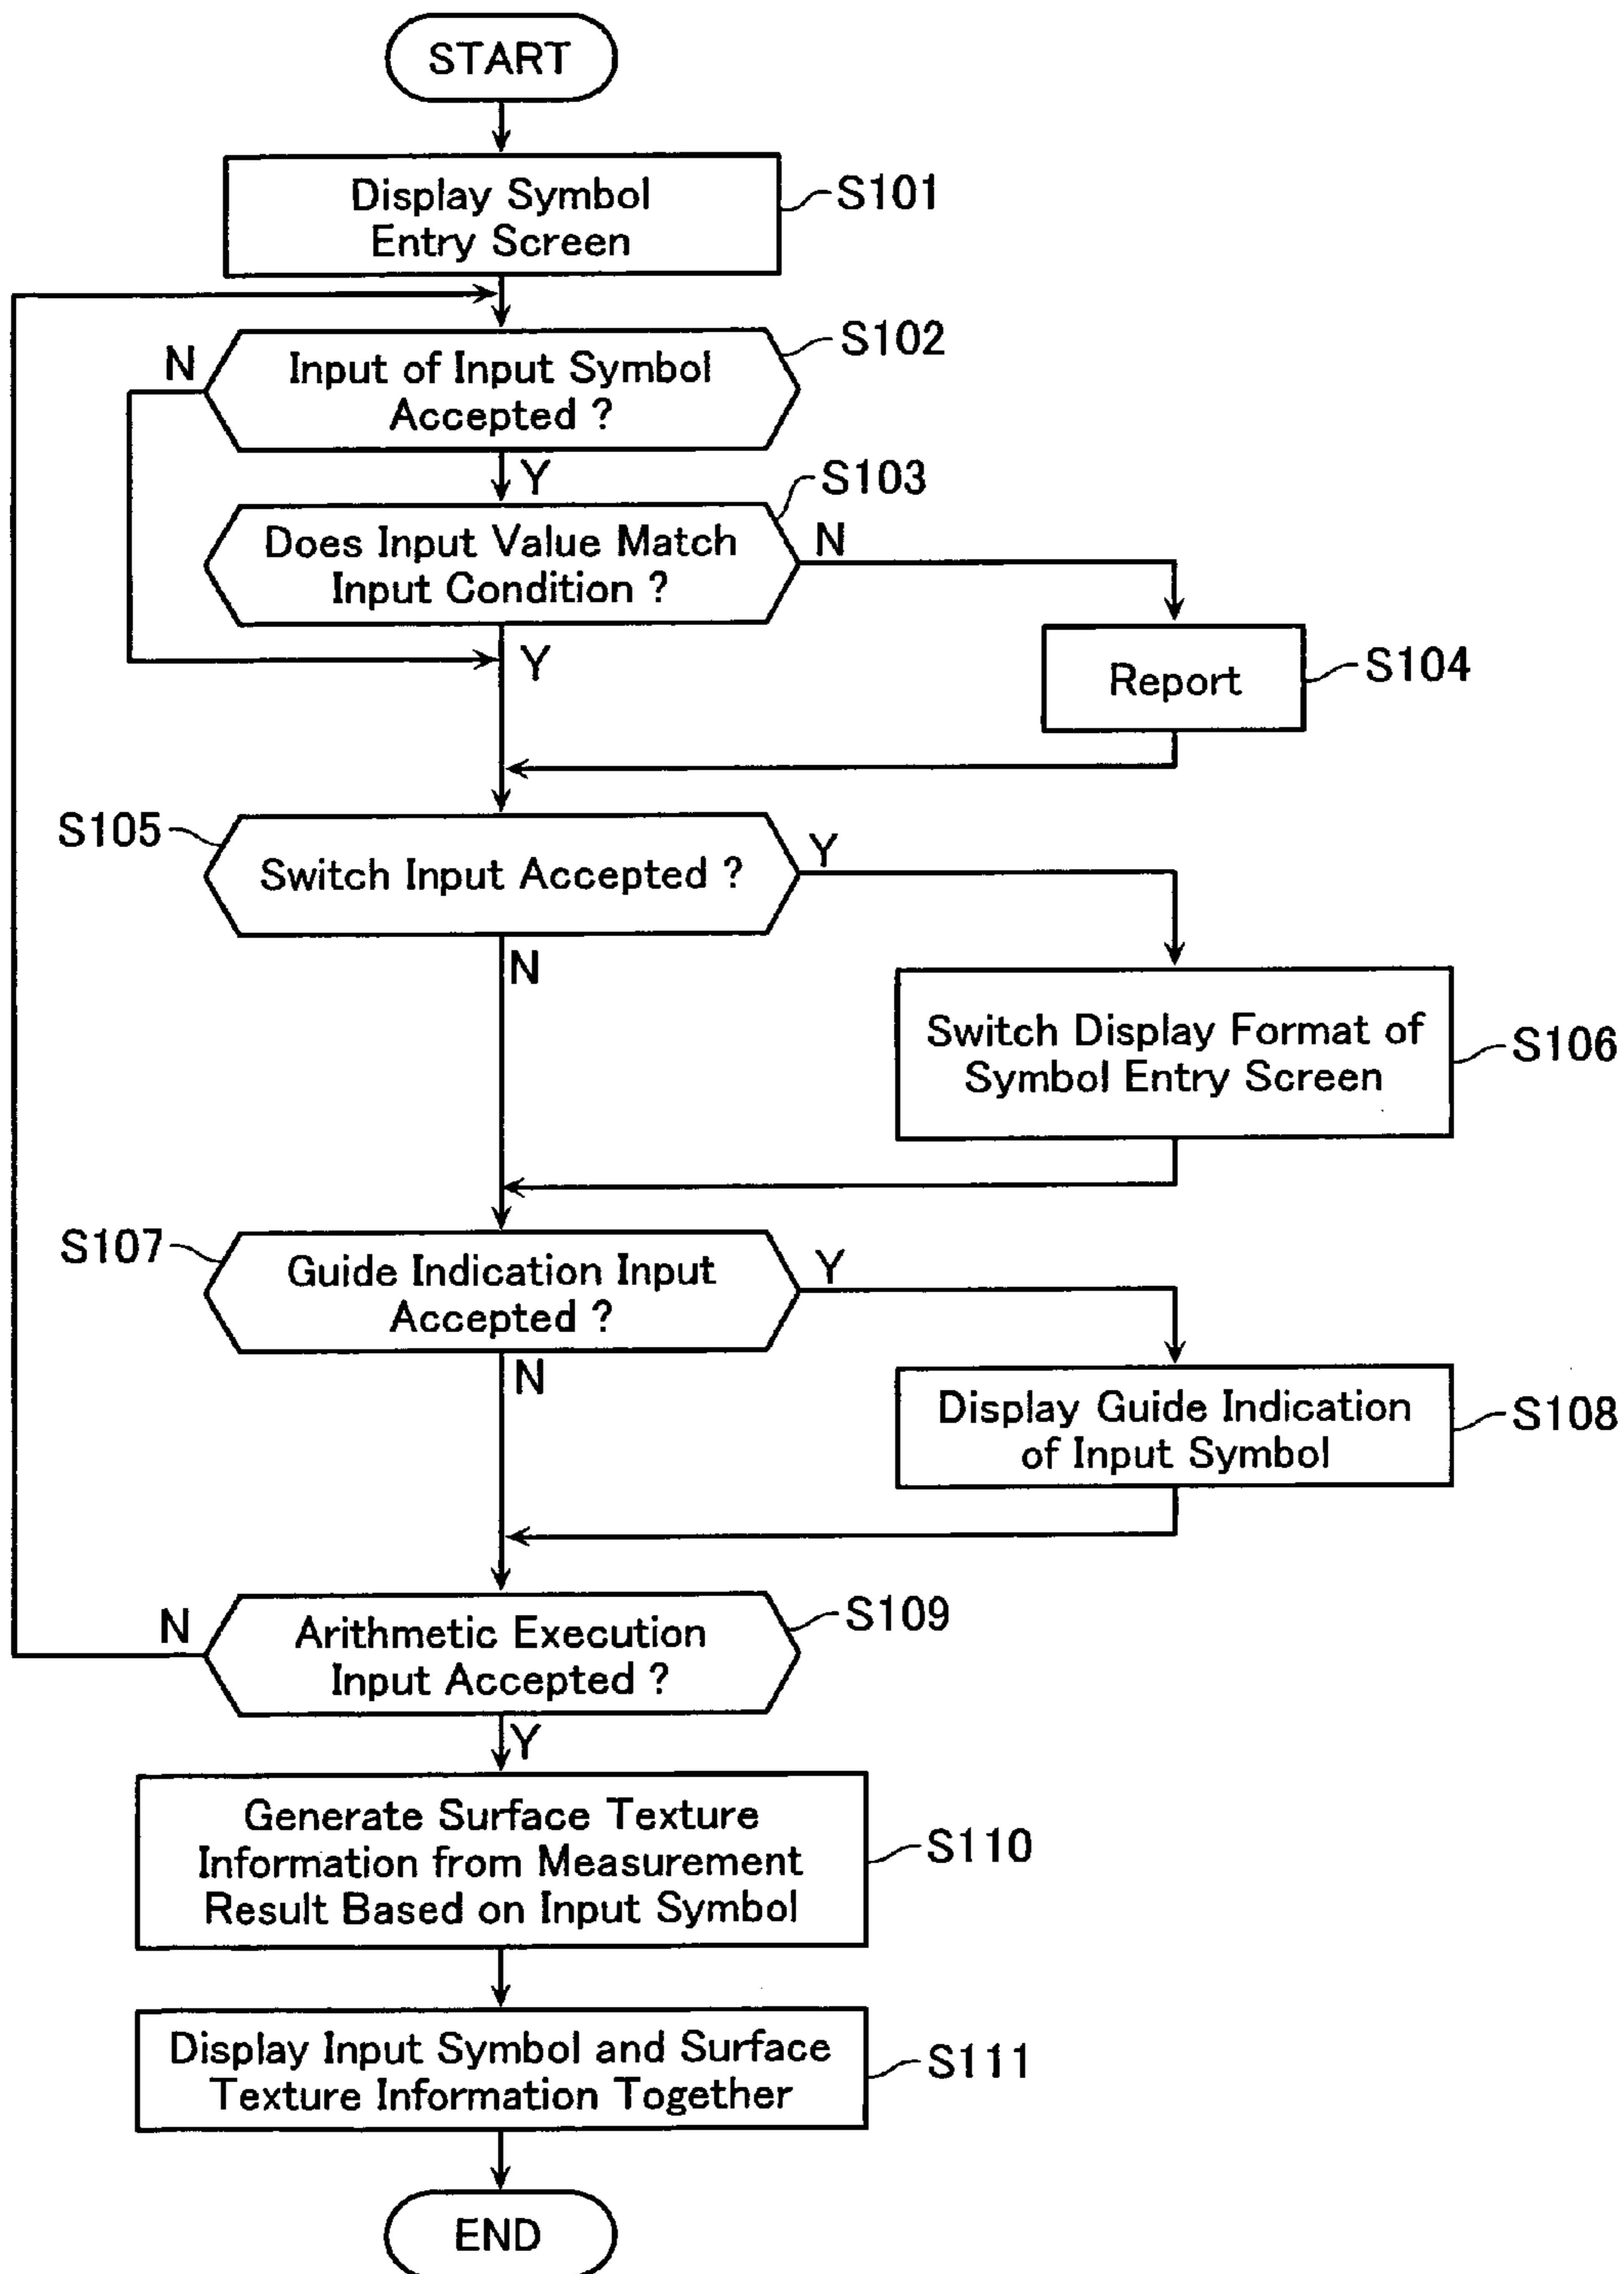 START
Display Symbol
Entry Screen
S101
N
Input of Input Symbol
Accepted ?
S102
Y
Does Input Value Match
Input Condition ?
S103
N
Y
Report
S104
S105
Switch Input Accepted ?
Y
N
Switch Display Format of
Symbol Entry Screen
S106
S107
Guide Indication Input
Accepted ?
Y
N
Display Guide Indication
of Input Symbol
S108
N
Arithmetic Execution
Input Accepted ?
S109
Y
Generate Surface Texture
Information from Measurement
Result Based on Input Symbol
S110
Display Input Symbol and Surface
Texture Information Together
S111
END